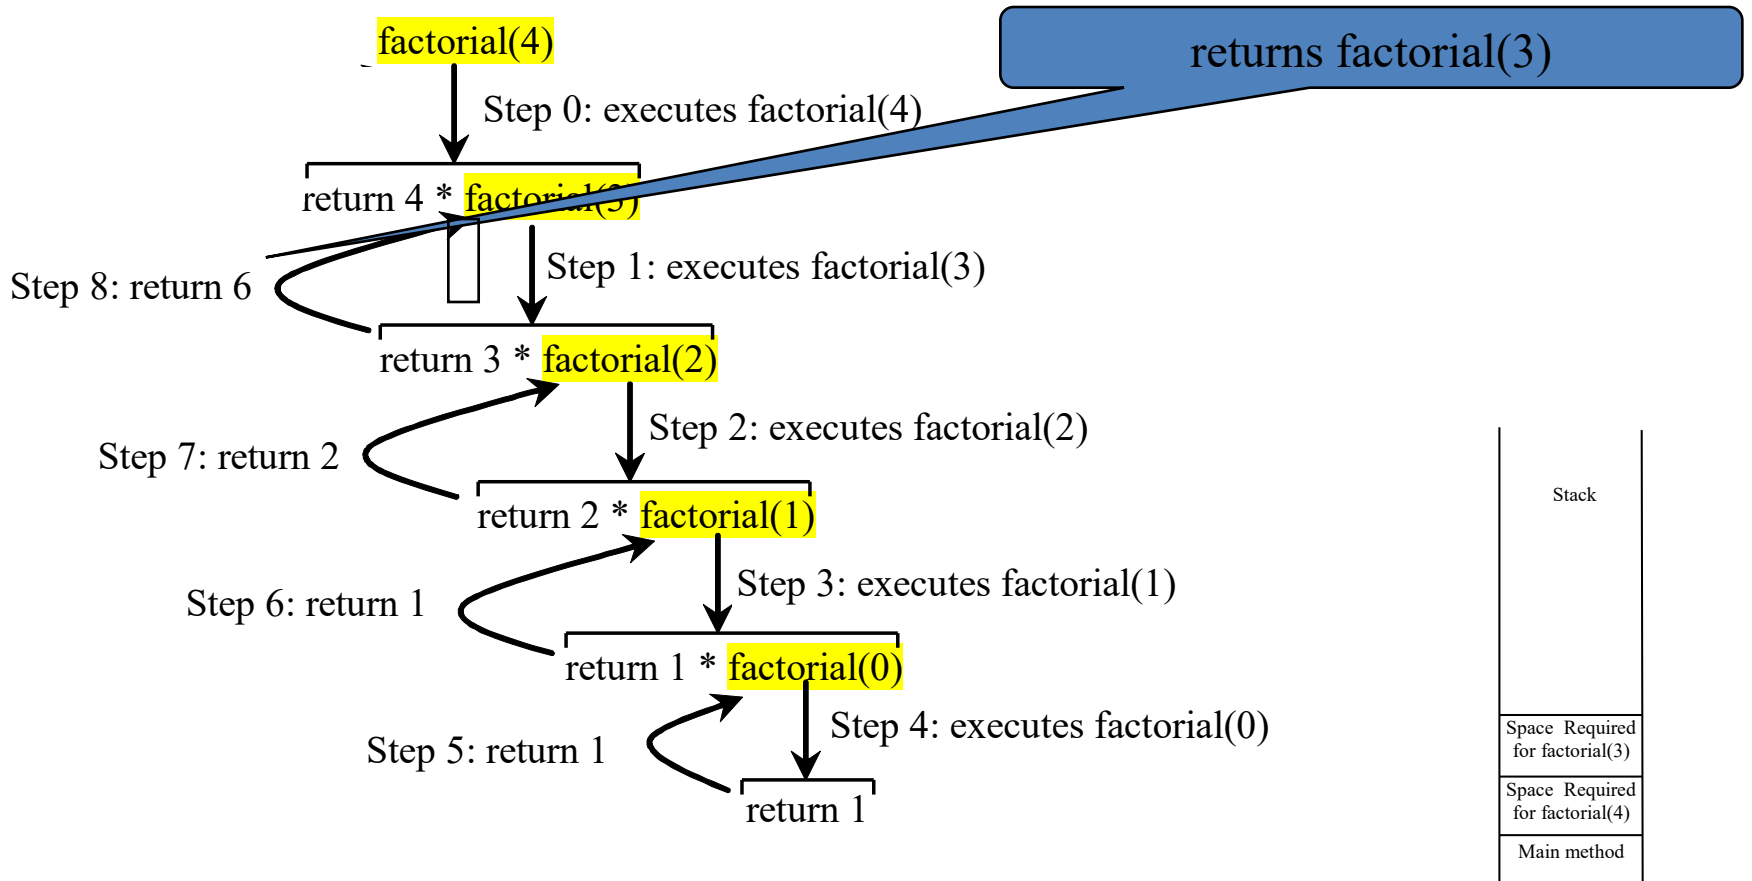 factorial(4)
returns factorial(3)
Step 0: executes factorial(4)
return 4 * factorial(3)
Step 1: executes factorial(3)
Step 8: return 6
return 3 * factorial(2)
Step 2: executes factorial(2)
Step 7: return 2
return 2 * factorial(1)
Step 3: executes factorial(1)
Step 6: return 1
return 1 * factorial(0)
Step 4: executes factorial(0)
Step 5: return 1
return 1
Stack
Space Required
for factorial(3)
Space Required
for factorial(4)
Main method